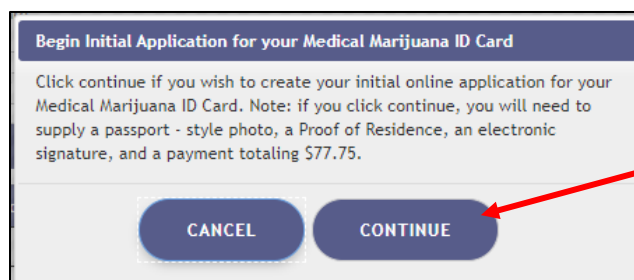 Begin Initial Application for your Medical Marijuana ID Card
Click continue if you wish to create your initial online application for your
Medical Marijuana ID Card. Note: if you click continue, you will need to
supply a passport - style photo, a Proof of Residence, an electronic
signature, and a payment totaling $77.75.
CANCEL CONTINUE